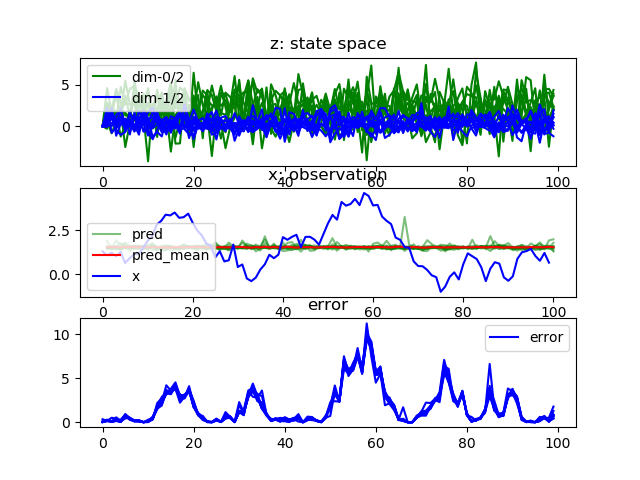 z: state space
5
0
dim-0/2
dim-1/2
0 20 40 60 80 100
x: observation
2.5
0.0
pred
pred_mean
x
0 20 40 60 80 100
error
10
5
0
error
0 20 40 60 80 100